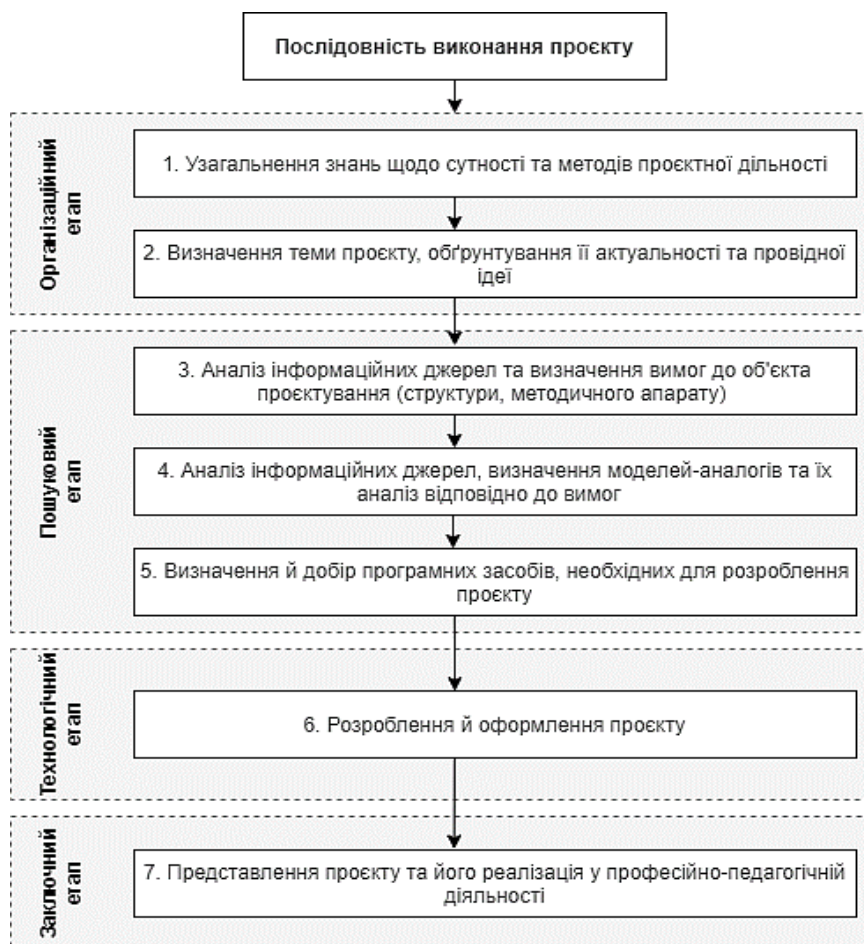 Послідовність виконання проєкту
Організаційний
етап
1. Узагальнення знань щодо сутності та методів проєктної дільності
2. Визначення теми проєкту, обґрунтування її актуальності та провідної
ідеї
Пошуковий
етап
3. Аналіз інформаційних джерел та визначення вимог до об'єкта
проєктування (структури, методичного апарату)
4. Аналіз інформаційних джерел, визначення моделей-аналогів та їх
аналіз відповідно до вимог
5. Визначення й добір програмних засобів, необхідних для розроблення
проєкту
Технологічний
етап
6. Розроблення й оформлення проєкту
Заключний
етап
7. Представлення проєкту та його реалізація у професійно-педагогічній
діяльності